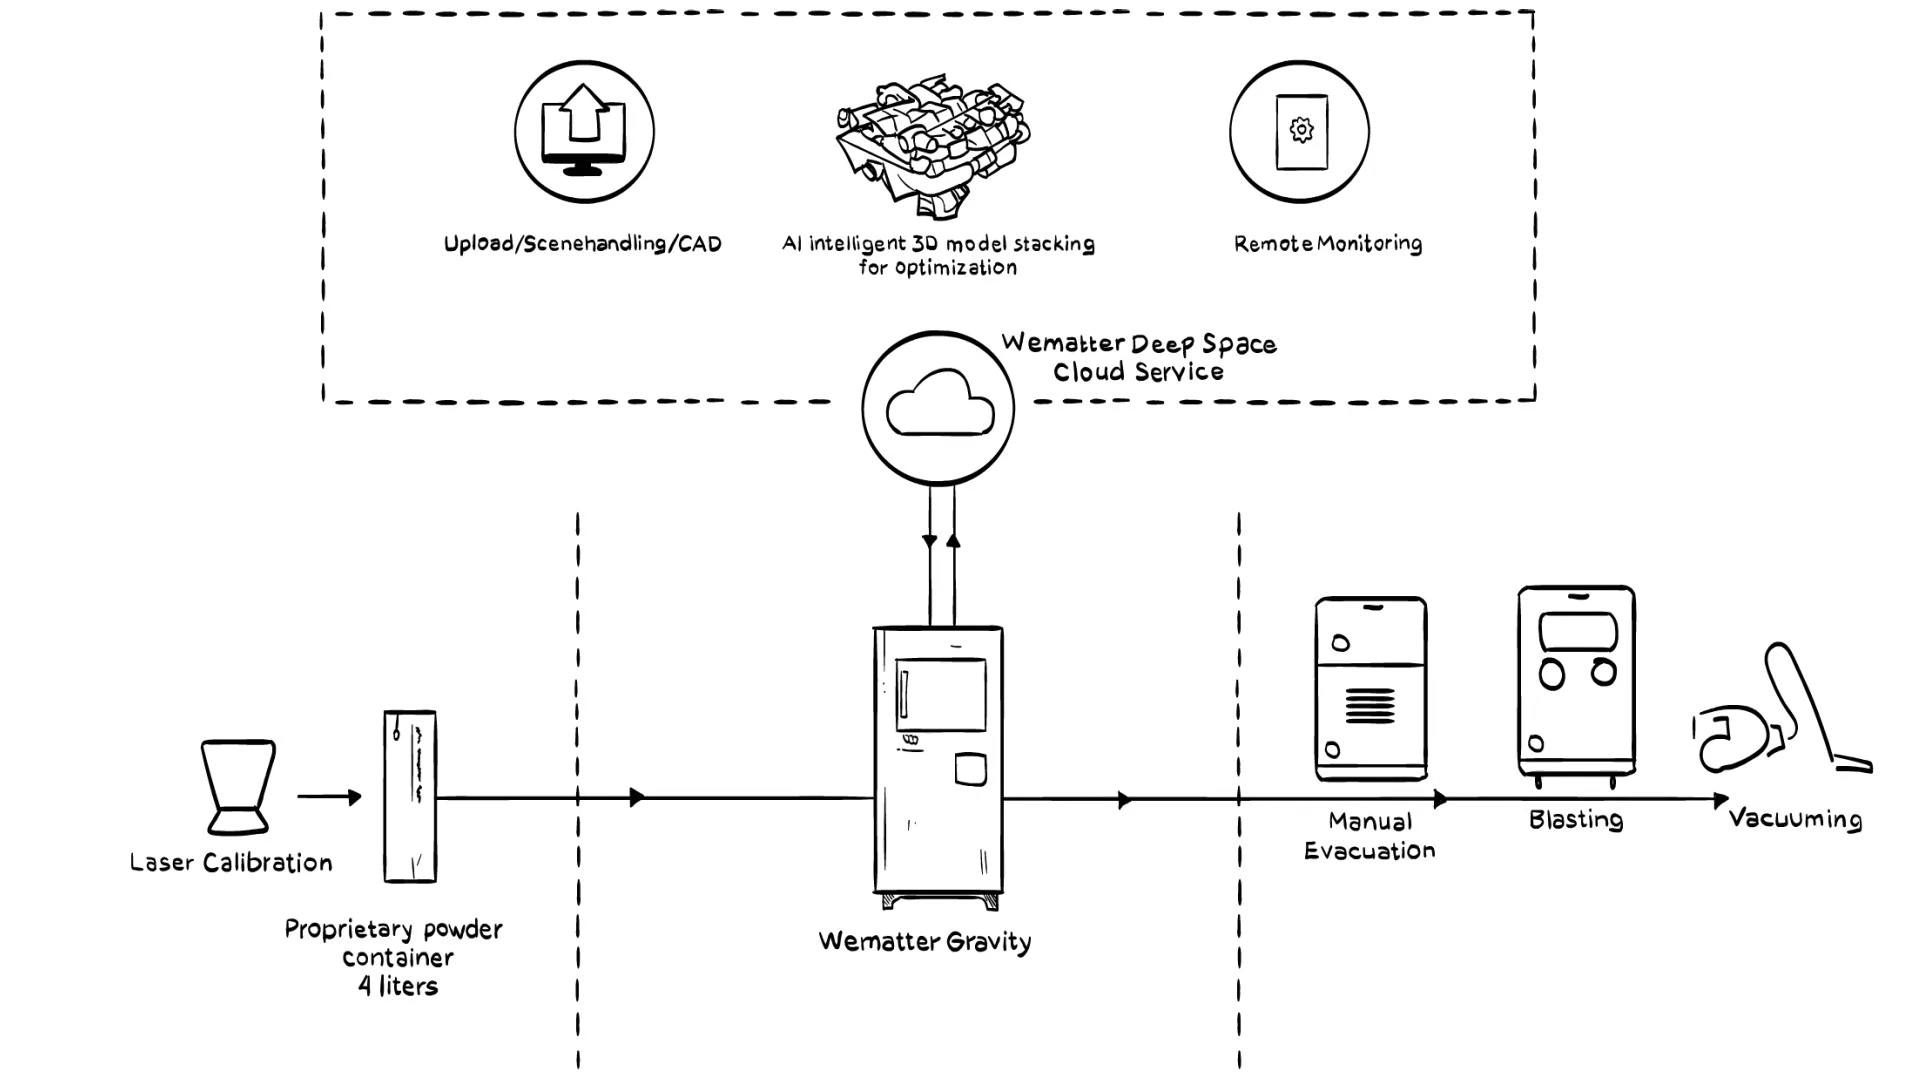 Upload/Scenehandling/CAD
AI intelligent 3D model stacking
for optimization
Remote Monitoring
Wematter Deep Space
Cloud Service
Laser Calibration
Proprietary powder
container
4 liters
Wematter Gravity
Manual
Evacuation
Blasting
Vacuuming